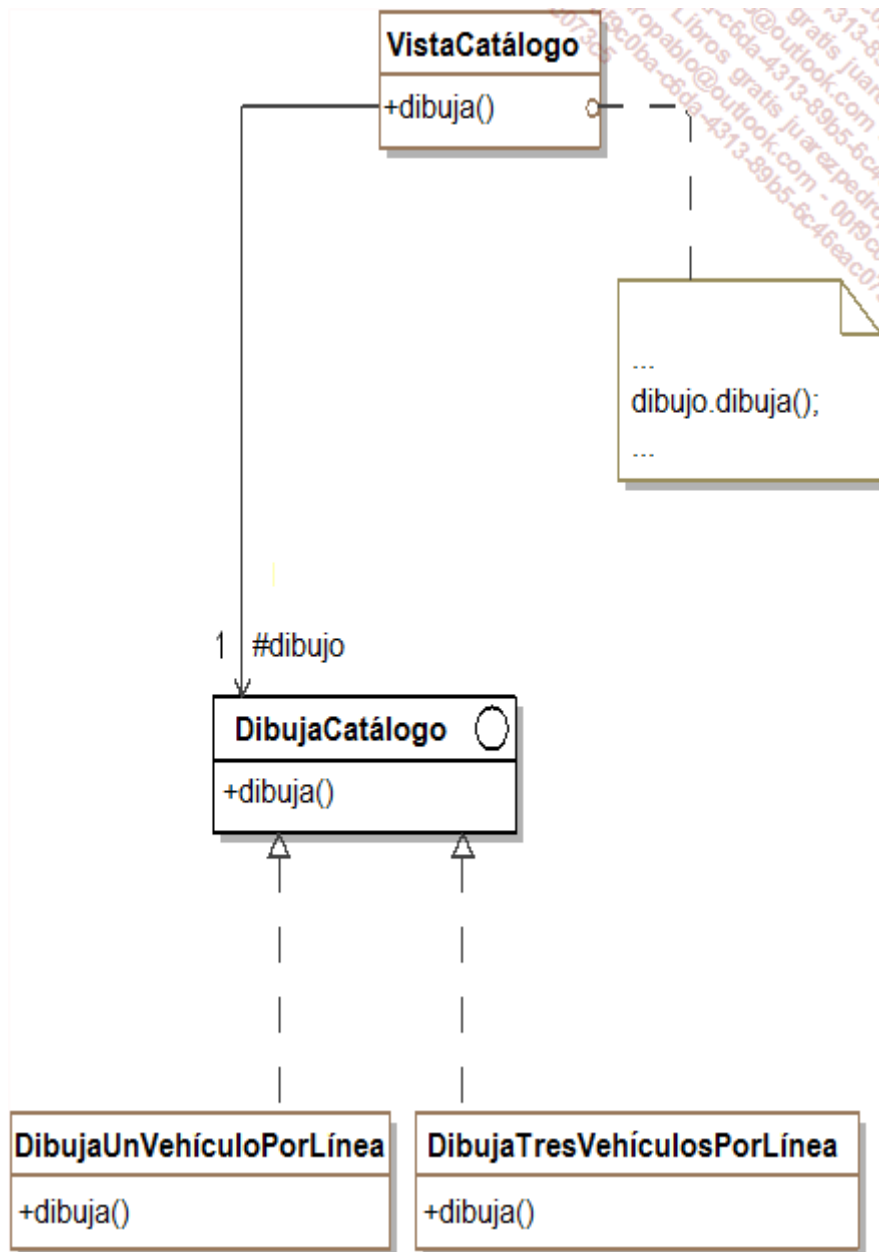 VistaCatálogo
+dibuja()
...
dibujo.dibuja();
...
1 #dibujo
DibujaCatálogo
+dibuja()
DibujaUnVehículoPorLínea
+dibuja()
DibujaTresVehículosPorLínea
+dibuja()